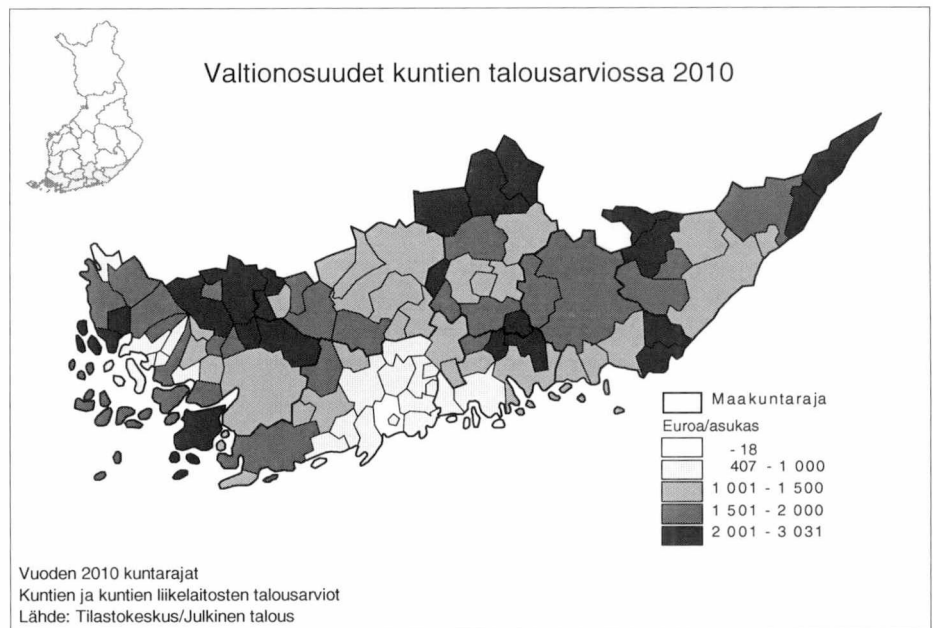 Valtionosuudet kuntien talousarviossa 2010
Maakuntaraja
Euroa/asukas
- 18
407 - 1 000
1 001 - 1 500
1 501 - 2 000
2 001 - 3 031
Vuoden 2010 kuntarajat
Kuntien ja kuntien liikelaitosten talousarviot
Lähde: Tilastokeskus/Julkinen talous